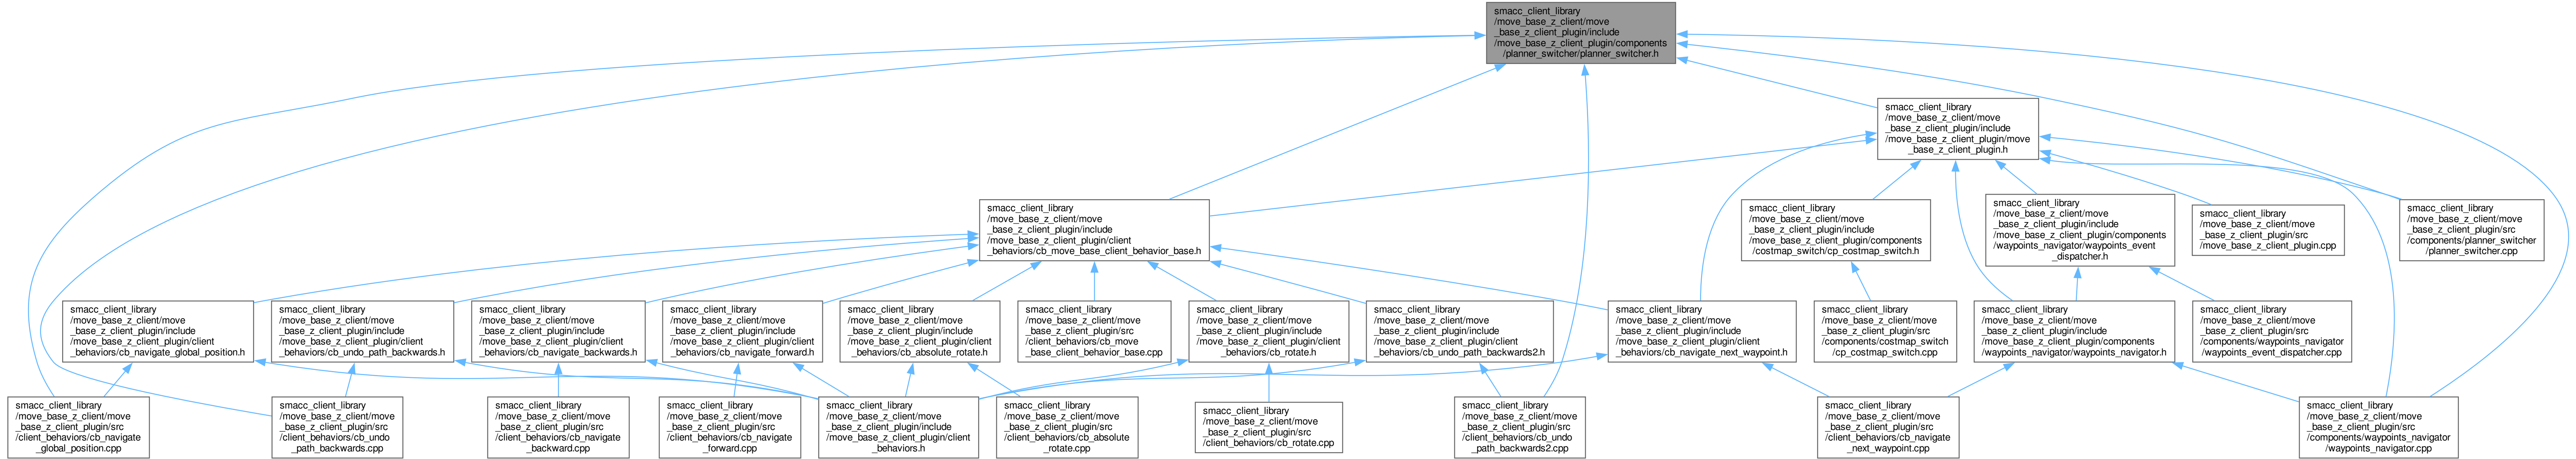 smacc_client_library
/move_base_z_client/move
_base_z_client_plugin/include
/move_base_z_client_plugin/components
/planner_switcher/planner_switcher.h
smacc_client_library
/move_base_z_client/move
_base_z_client_plugin/include
/move_base_z_client_plugin/move
_base_z_client_plugin.h
smacc_client_library
/move_base_z_client/move
_base_z_client_plugin/include
/move_base_z_client_plugin/client
_behaviors/cb_move_base_client_behavior_base.h
smacc_client_library
/move_base_z_client/move
_base_z_client_plugin/include
/move_base_z_client_plugin/components
/costmap_switch/cp_costmap_switch.h
smacc_client_library
/move_base_z_client/move
_base_z_client_plugin/include
/move_base_z_client_plugin/components
/waypoints_navigator/waypoints_event
_dispatcher.h
smacc_client_library
/move_base_z_client/move
_base_z_client_plugin/src
/move_base_z_client_plugin.cpp
smacc_client_library
/move_base_z_client/move
_base_z_client_plugin/src
/components/planner_switcher
/planner_switcher.cpp
smacc_client_library
/move_base_z_client/move
_base_z_client_plugin/include
/move_base_z_client_plugin/client
_behaviors/cb_navigate_global_position.h
smacc_client_library
/move_base_z_client/move
_base_z_client_plugin/include
/move_base_z_client_plugin/client
_behaviors/cb_undo_path_backwards.h
smacc_client_library
/move_base_z_client/move
_base_z_client_plugin/include
/move_base_z_client_plugin/client
_behaviors/cb_navigate_backwards.h
smacc_client_library
/move_base_z_client/move
_base_z_client_plugin/include
/move_base_z_client_plugin/client
_behaviors/cb_navigate_forward.h
smacc_client_library
/move_base_z_client/move
_base_z_client_plugin/include
/move_base_z_client_plugin/client
_behaviors/cb_absolute_rotate.h
smacc_client_library
/move_base_z_client/move
_base_z_client_plugin/src
/client_behaviors/cb_move
_base_client_behavior_base.cpp
smacc_client_library
/move_base_z_client/move
_base_z_client_plugin/include
/move_base_z_client_plugin/client
_behaviors/cb_rotate.h
smacc_client_library
/move_base_z_client/move
_base_z_client_plugin/include
/move_base_z_client_plugin/client
_behaviors/cb_undo_path_backwards2.h
smacc_client_library
/move_base_z_client/move
_base_z_client_plugin/include
/move_base_z_client_plugin/client
_behaviors/cb_navigate_next_waypoint.h
smacc_client_library
/move_base_z_client/move
_base_z_client_plugin/src
/components/costmap_switch
/cp_costmap_switch.cpp
smacc_client_library
/move_base_z_client/move
_base_z_client_plugin/include
/move_base_z_client_plugin/components
/waypoints_navigator/waypoints_navigator.h
smacc_client_library
/move_base_z_client/move
_base_z_client_plugin/src
/components/waypoints_navigator
/waypoints_event_dispatcher.cpp
smacc_client_library
/move_base_z_client/move
_base_z_client_plugin/src
/client_behaviors/cb_navigate
_global_position.cpp
smacc_client_library
/move_base_z_client/move
_base_z_client_plugin/src
/client_behaviors/cb_undo
_path_backwards.cpp
smacc_client_library
/move_base_z_client/move
_base_z_client_plugin/src
/client_behaviors/cb_navigate
_backward.cpp
smacc_client_library
/move_base_z_client/move
_base_z_client_plugin/src
/client_behaviors/cb_navigate
_forward.cpp
smacc_client_library
/move_base_z_client/move
_base_z_client_plugin/include
/move_base_z_client_plugin/client
_behaviors.h
smacc_client_library
/move_base_z_client/move
_base_z_client_plugin/src
/client_behaviors/cb_absolute
_rotate.cpp
smacc_client_library
/move_base_z_client/move
_base_z_client_plugin/src
/client_behaviors/cb_rotate.cpp
smacc_client_library
/move_base_z_client/move
_base_z_client_plugin/src
/client_behaviors/cb_undo
_path_backwards2.cpp
smacc_client_library
/move_base_z_client/move
_base_z_client_plugin/src
/client_behaviors/cb_navigate
_next_waypoint.cpp
smacc_client_library
/move_base_z_client/move
_base_z_client_plugin/src
/components/waypoints_navigator
/waypoints_navigator.cpp